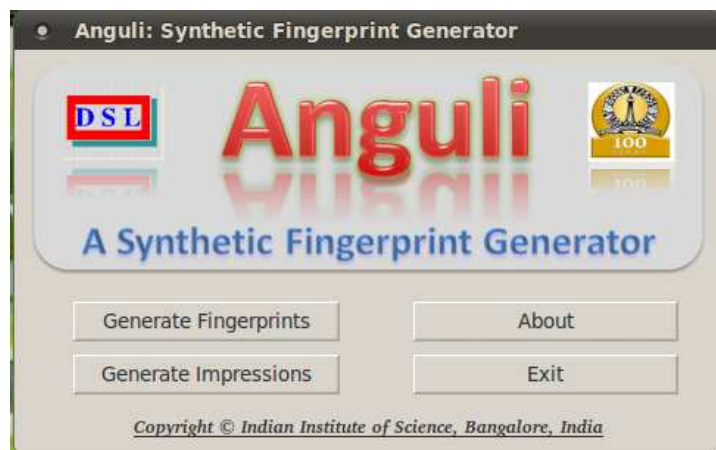 Anguli: Synthetic Fingerprint Generator
DSL
Anguli
100
A Synthetic Fingerprint Generator
Generate Fingerprints
About
Generate Impressions
Exit
Copyright © Indian Institute of Science, Bangalore, India